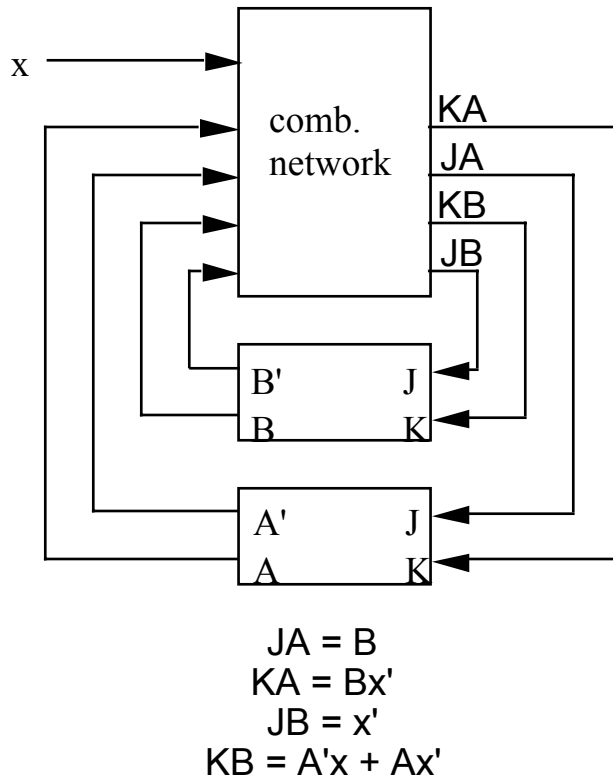 x
comb.
network
KA
JA
KB
JB
B' J
B K
A' J
A K
JA = B
KA = Bx'
JB = x'
KB = A'x + Ax'